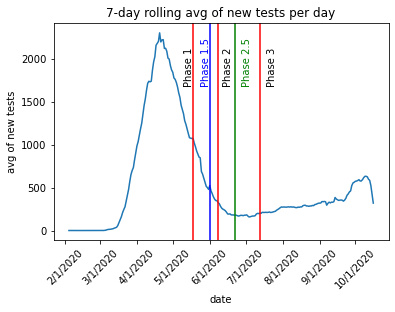 7-day rolling avg of new tests per day
avg of new tests
2000
1500
1000
500
0
Phase 1
Phase 1.5
Phase 2
Phase 2.5
Phase 3
2/1/2020
3/1/2020
4/1/2020
5/1/2020
6/1/2020
7/1/2020
8/1/2020
9/1/2020
10/1/2020
date